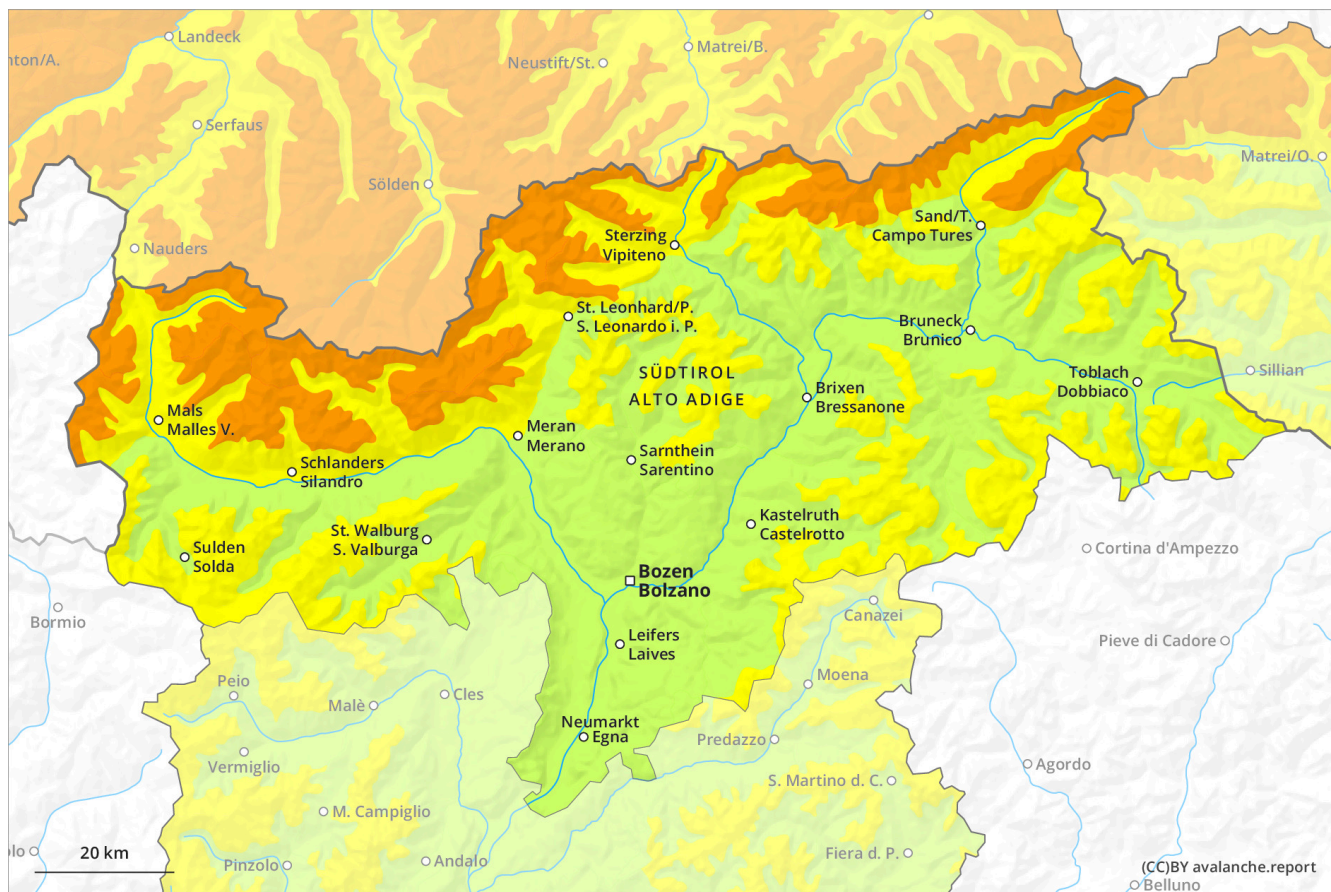 Landeck
nton/A.
Matrei/B.
Neustift/St.
Serfaus
Matrei/O.
Sölden
Sand/T.
Campo Tures
Sterzing
Vipiteno
Nauders
St. Leonhard/P.
S. Leonardo i. P.
Bruneck
Brunico
SÜDTIROL
ALTO ADIGE
Toblach
Dobbiaco
Sillian
Brixen
Bressanone
Mals
Malles V.
Meran
Merano
Sarnthein
Sarentino
Schlanders
Silandro
Kastelruth
Castelrotto
St. Walburg
S. Valburga
Cortina d'Ampezzo
Sulden
Solda
Bozen
Bolzano
Bormio
Canazei
Leifers
Laives
Pieve di Cadore
Peio
Moena
Malè
Cles
Neumarkt
Egna
Predazzo
Vermiglio
Agordo
S. Martino d. C.
M. Campiglio
olo
20 km
Pinzolo
Andalo
Fiera d. P.
(CC)BY avalanche.report
Belluno